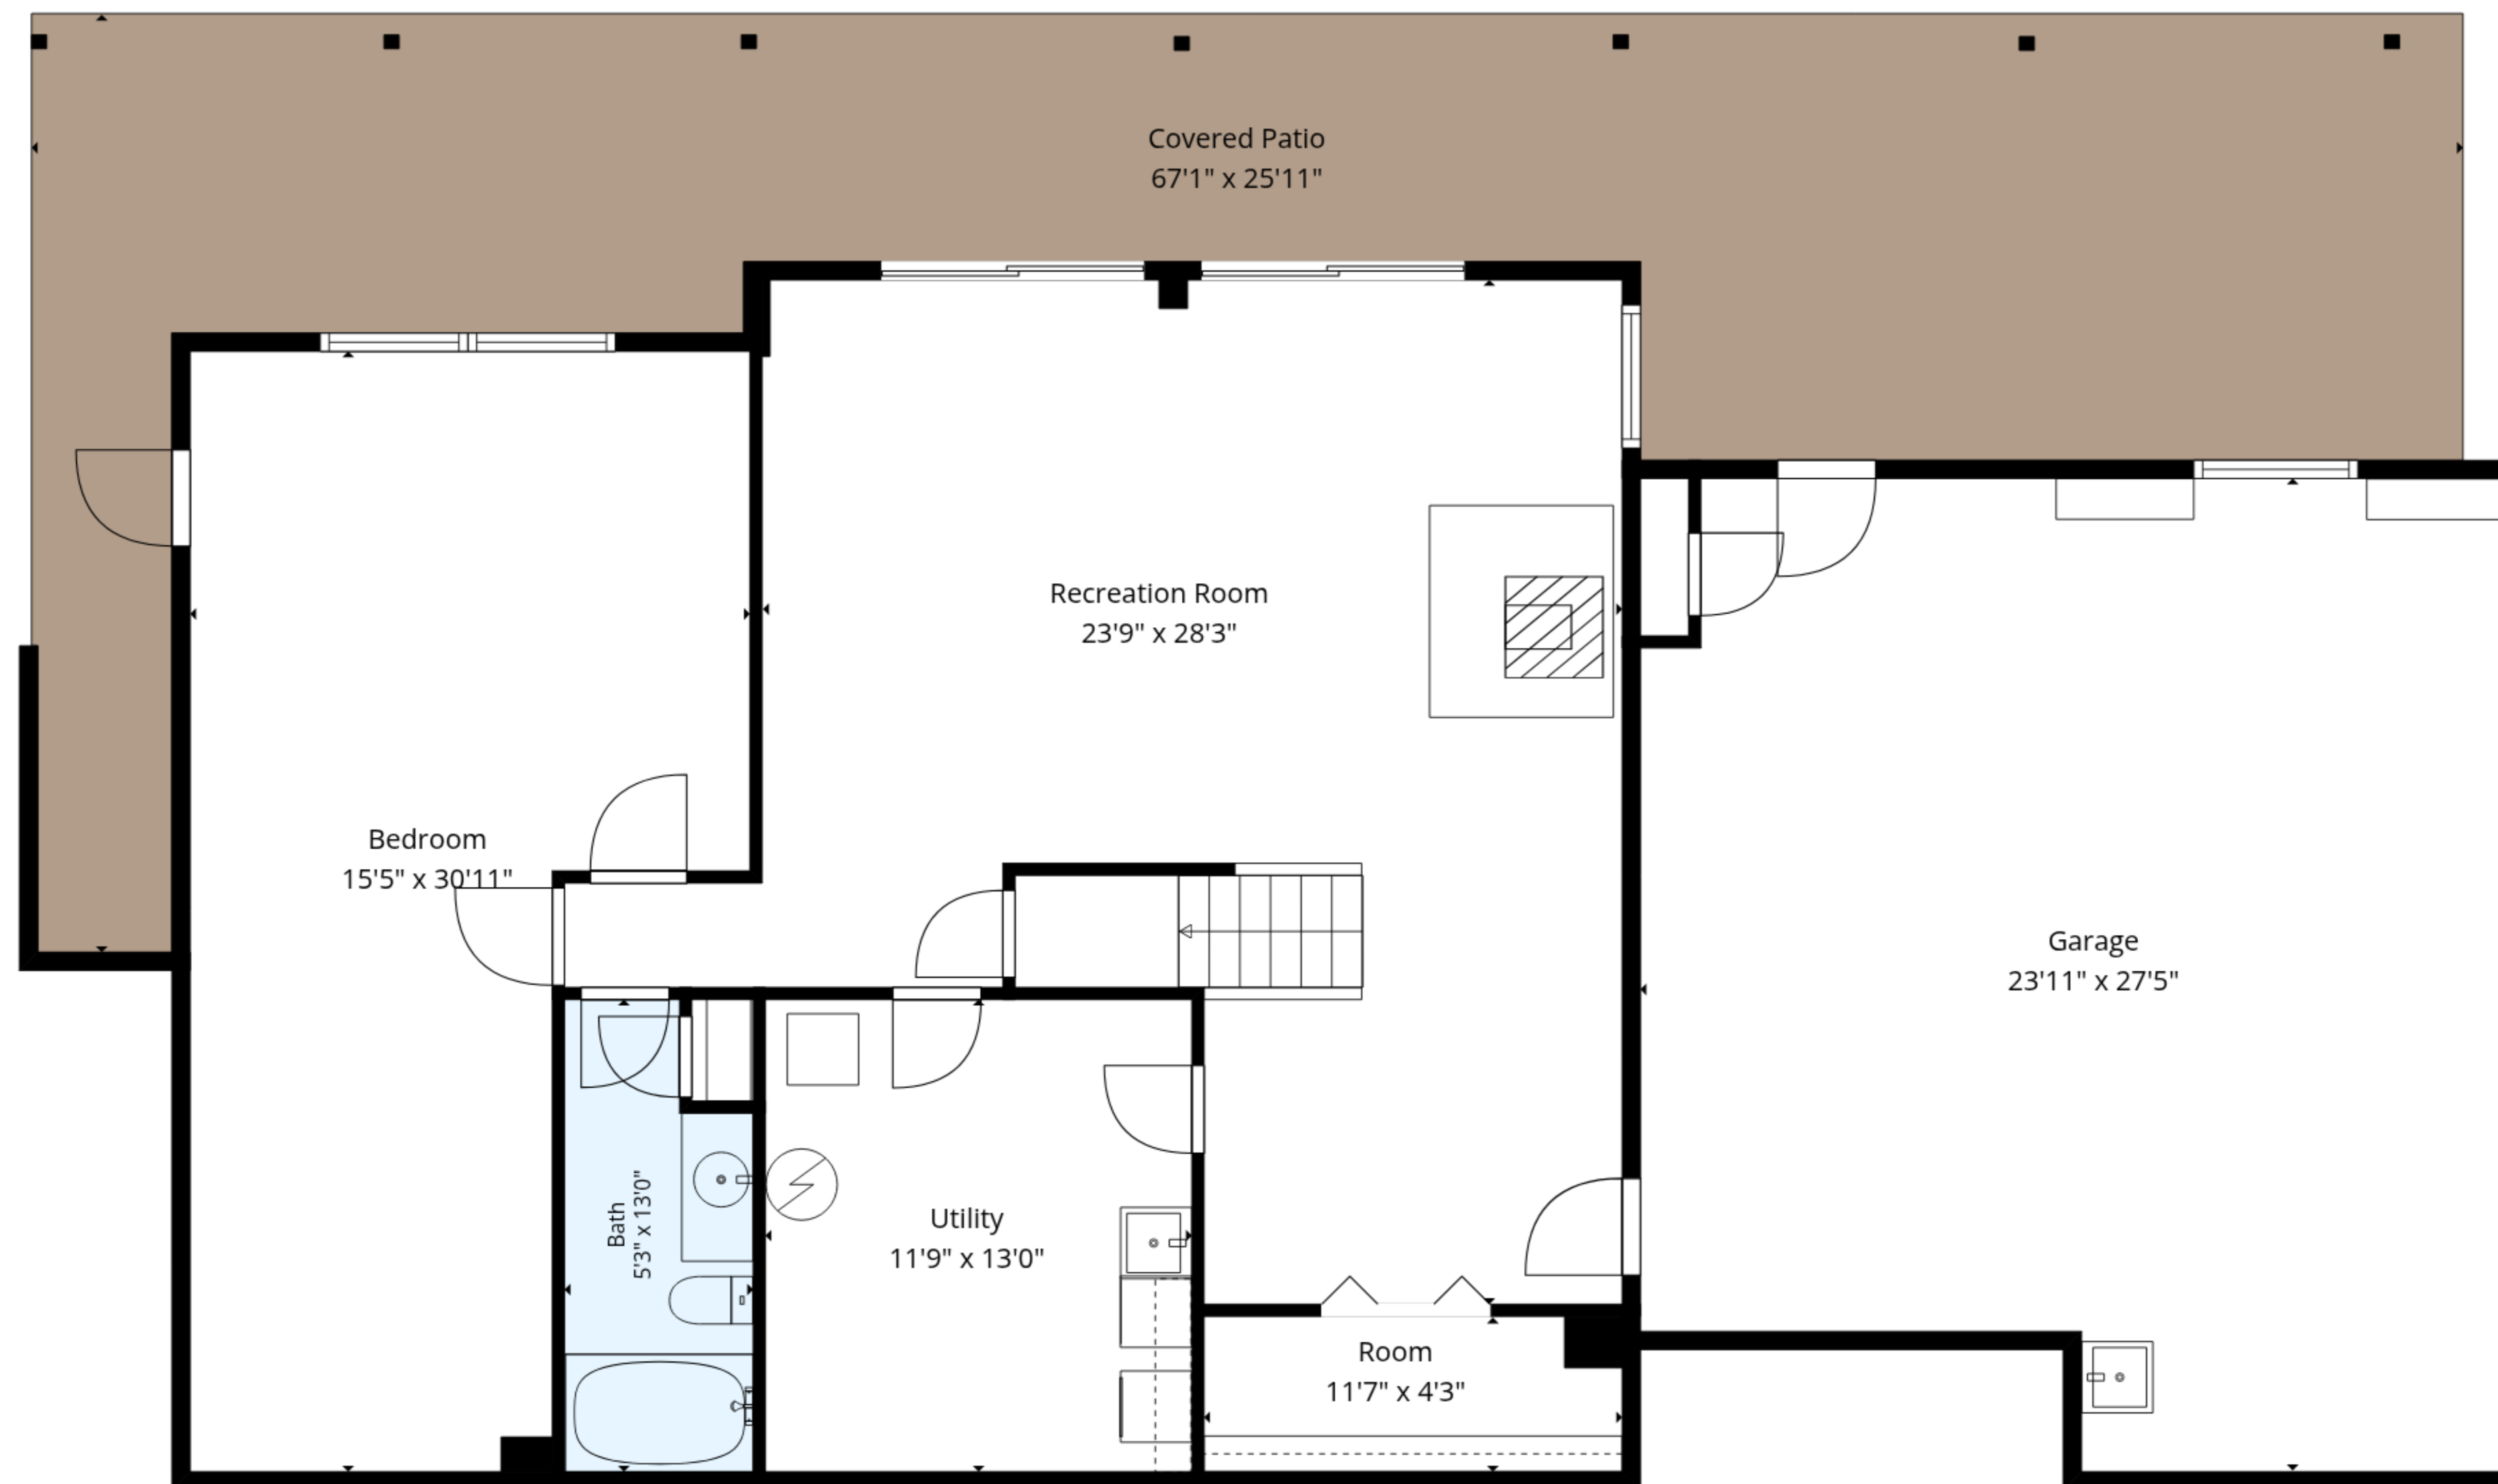 Covered Patio
67'1" x 25'11"
Recreation Room
23'9" x 28'3"
Bedroom
15'5" x 30'11"
Garage
23'11" x 27'5"
Bath
5'3" x 13'0"
Utility
11'9" x 13'0"
Room
11'7" x 4'3"